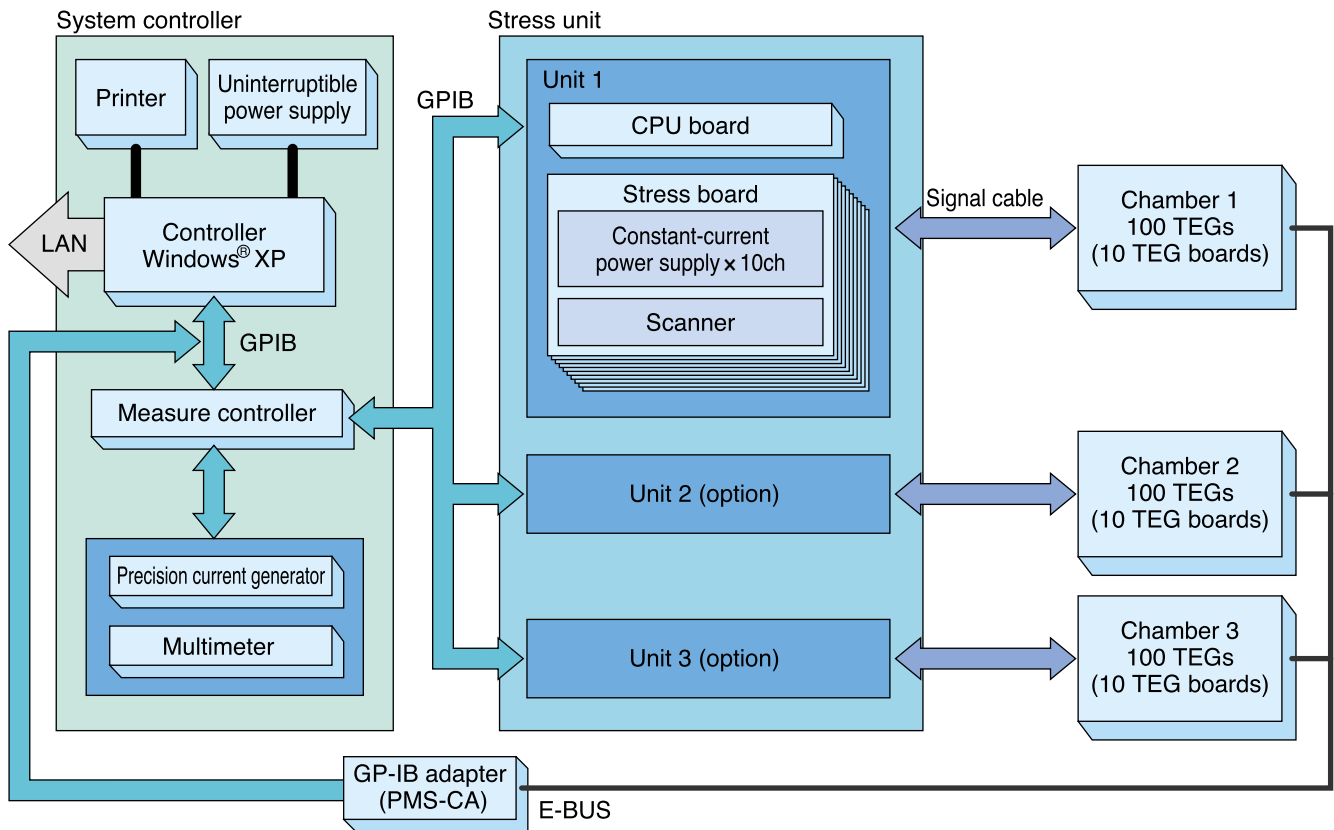 System controller
Printer
Uninterruptible
power supply
LAN
Controller
Windows® XP
GPIB
Measure controller
Precision current generator
Multimeter
GPIB
Stress unit
Unit 1
CPU board
Stress board
Constant-current
power supply × 10ch
Scanner
Unit 2 (option)
Unit 3 (option)
Signal cable
Chamber 1
100 TEGs
(10 TEG boards)
Chamber 2
100 TEGs
(10 TEG boards)
Chamber 3
100 TEGs
(10 TEG boards)
GP-IB adapter
(PMS-CA)
E-BUS